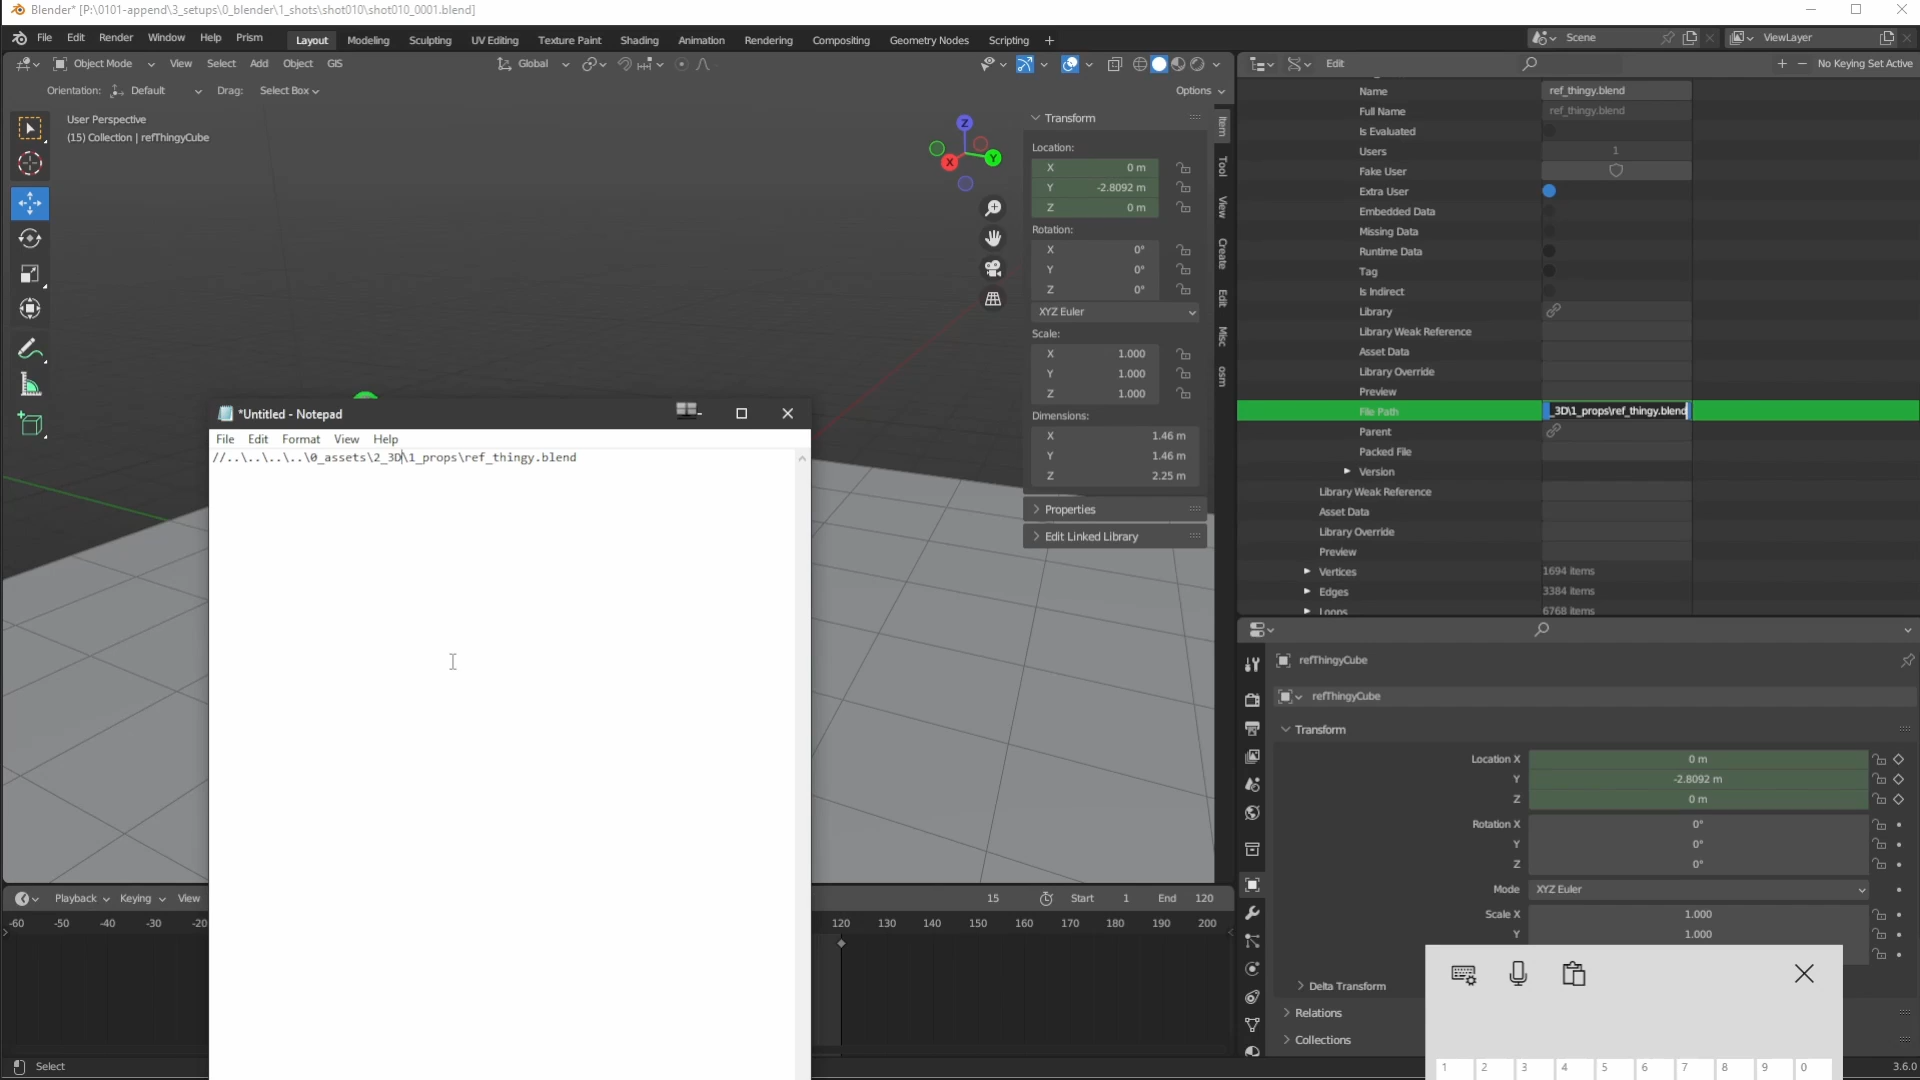 Blender* [P:\0101-append\3_setups\0_blender\1_shots\shot010\shot010_0001.blend]
File Edit Render Window Help Prism Layout Modeling Sculpting UV Editing Texture Paint Shading Animation Rendering Compositing Geometry Nodes Scripting + Scene ViewLayer
Object Mode View Select Add Object GIS Global
Orientation: Default Drag: Select Box Options
User Perspective
(15) Collection | refThingyCube
Z
Y
X
Transform
Location:
X 0 m
Y -2.8092 m
Z 0 m
Rotation:
X 0°
Y 0°
Z 0°
XYZ Euler
Scale:
X 1.000
Y 1.000
Z 1.000
Dimensions:
X 1.46 m
Y 1.46 m
Z 2.25 m
Properties
Edit Linked Library
Item
Tool
View
Create
Edit
Misc
osm
*Untitled - Notepad
File Edit Format View Help
//..\..\..\..\0_assets\2_3D\1_props\ref_thingy.blend
Edit No Keying Set Active
Name ref_thingy.blend
Full Name ref_thingy.blend
Is Evaluated
Users 1
Fake User
Extra User
Embedded Data
Missing Data
Runtime Data
Tag
Is Indirect
Library
Library Weak Reference
Asset Data
Library Override
Preview
File Path _3D\1_props\ref_thingy.blend
Parent
Packed File
Version
Library Weak Reference
Asset Data
Library Override
Preview
Vertices 1694 items
Edges 3384 items
Loops 6768 items
refThingyCube
refThingyCube
Transform
Location X 0 m
Y -2.8092 m
Z 0 m
Rotation X 0°
Y 0°
Z 0°
Mode XYZ Euler
Scale X 1.000
Y 1.000
Delta Transform
Relations
Collections
Playback Keying View 15 Start 1 End 120
-60 -50 -40 -30 -20 120 130 140 150 160 170 180 190 200
Select
1 2 3 4 5 6 7 8 9 0
3.6.0